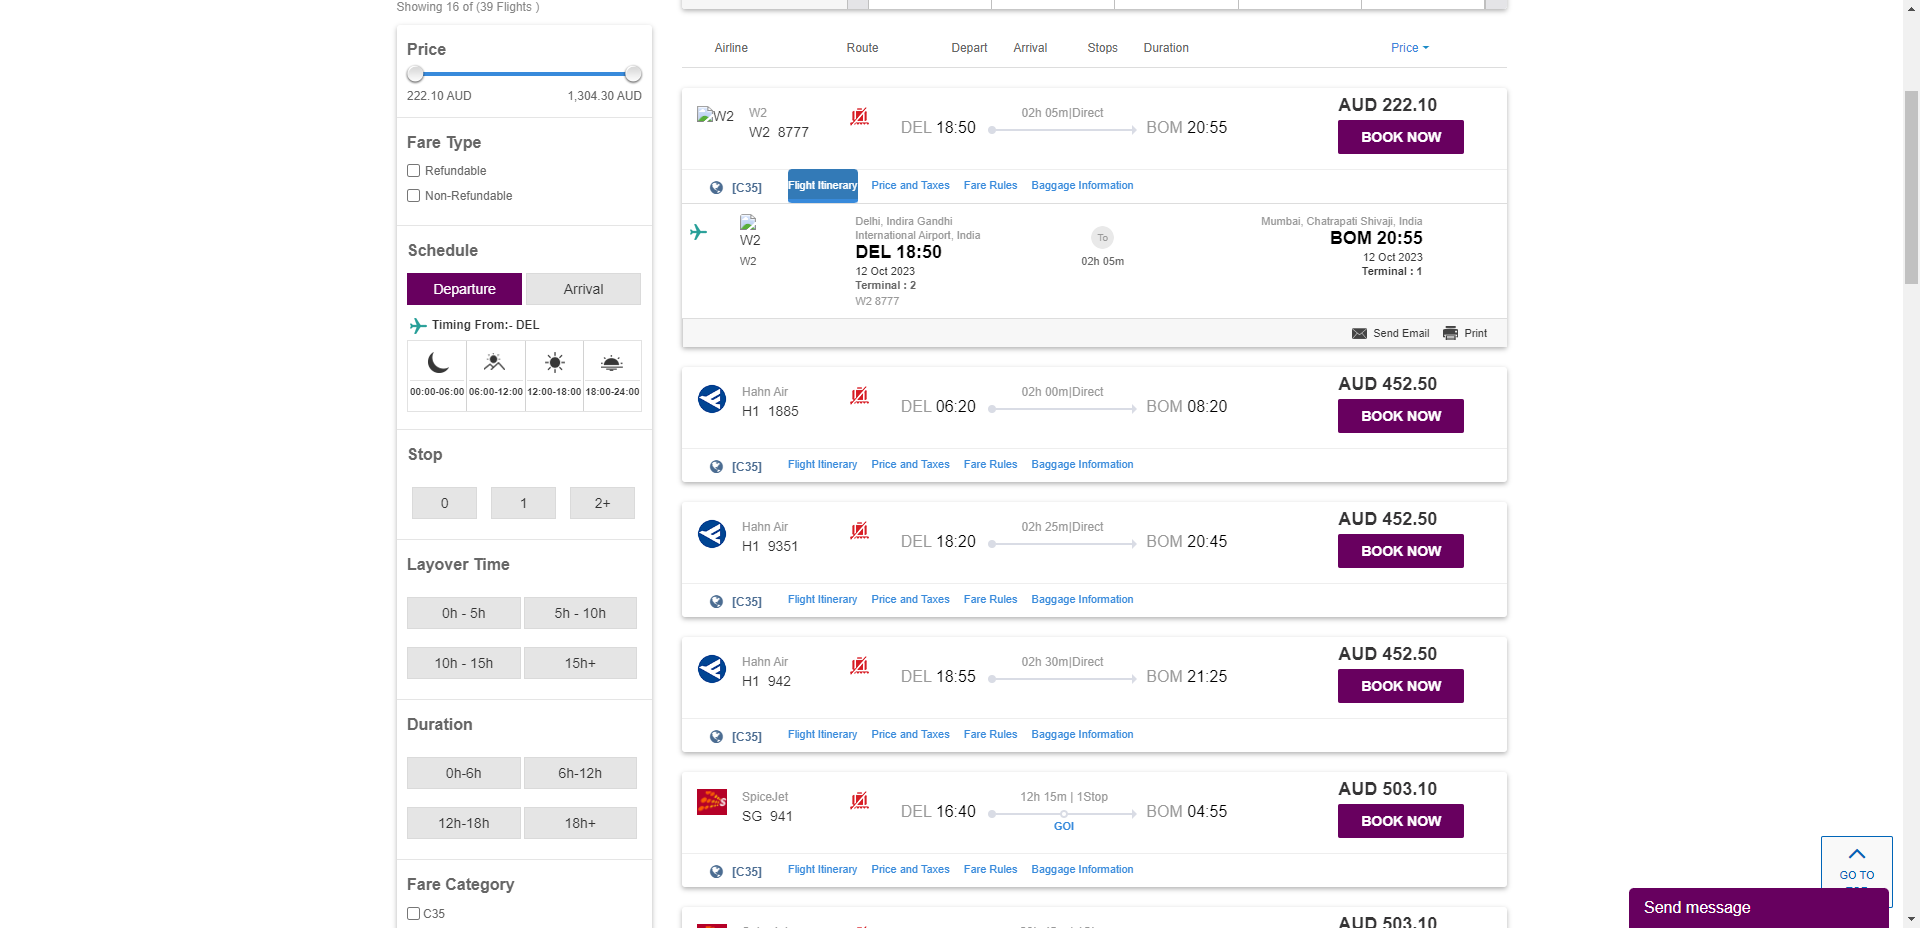 Showing 16 of (39 Flights )
Price
222.10 AUD 1,304.30 AUD
Fare Type
Refundable
Non-Refundable
Schedule
Departure Arrival
Timing From:- DEL
00:00-06:00 06:00-12:00 12:00-18:00 18:00-24:00
Stop
0 1 2+
Layover Time
0h - 5h 5h - 10h
10h - 15h 15h+
Duration
0h-6h 6h-12h
12h-18h 18h+
Fare Category
C35
Airline Route Depart Arrival Stops Duration Price
W2 W2 02h 05m|Direct AUD 222.10
W2 8777 DEL 18:50 BOM 20:55 BOOK NOW
[C35] Flight Itinerary Price and Taxes Fare Rules Baggage Information
W2
W2
Delhi, Indira Gandhi
International Airport, India
DEL 18:50
12 Oct 2023
Terminal : 2
W2 8777
To
02h 05m
Mumbai, Chatrapati Shivaji, India
BOM 20:55
12 Oct 2023
Terminal : 1
Send Email Print
Hahn Air 02h 00m|Direct AUD 452.50
H1 1885 DEL 06:20 BOM 08:20 BOOK NOW
[C35] Flight Itinerary Price and Taxes Fare Rules Baggage Information
Hahn Air 02h 25m|Direct AUD 452.50
H1 9351 DEL 18:20 BOM 20:45 BOOK NOW
[C35] Flight Itinerary Price and Taxes Fare Rules Baggage Information
Hahn Air 02h 30m|Direct AUD 452.50
H1 942 DEL 18:55 BOM 21:25 BOOK NOW
[C35] Flight Itinerary Price and Taxes Fare Rules Baggage Information
SpiceJet 12h 15m | 1Stop AUD 503.10
SG 941 DEL 16:40 BOM 04:55 BOOK NOW
GOI
[C35] Flight Itinerary Price and Taxes Fare Rules Baggage Information
AUD 503.10
GO TO
Send message